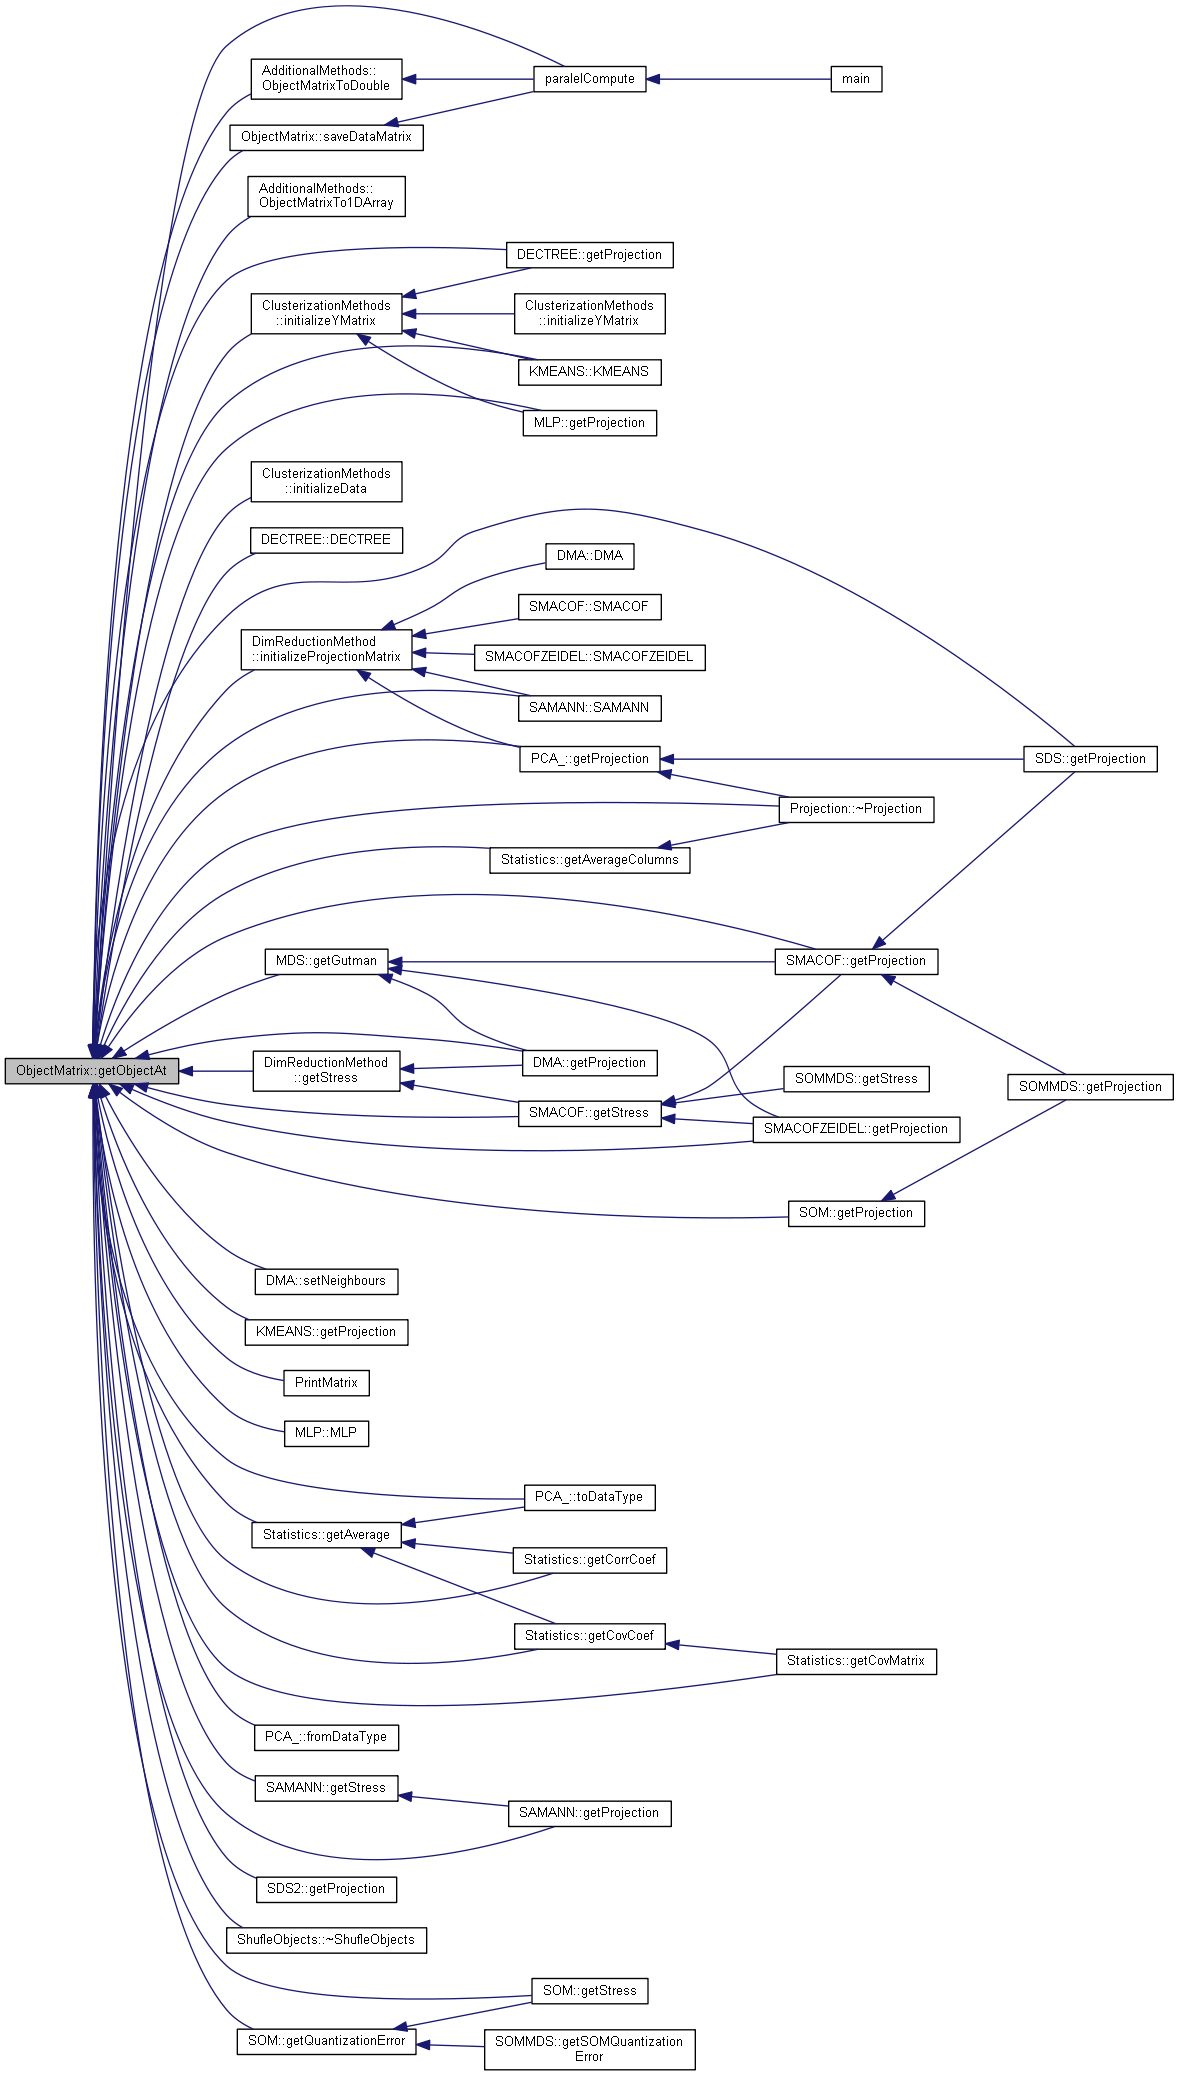 AdditionalMethods::
ObjectMatrixToDouble
paralelCompute
main
ObjectMatrix::saveDataMatrix
AdditionalMethods::
ObjectMatrixTo1DArray
DECTREE::getProjection
ClusterizationMethods
::initializeYMatrix
ClusterizationMethods
::initializeYMatrix
KMEANS::KMEANS
MLP::getProjection
ClusterizationMethods
::initializeData
DECTREE::DECTREE
DMA::DMA
SMACOF::SMACOF
DimReductionMethod
::initializeProjectionMatrix
SMACOFZEIDEL::SMACOFZEIDEL
SAMANN::SAMANN
PCA_::getProjection
SDS::getProjection
Projection::~Projection
Statistics::getAverageColumns
MDS::getGutman
SMACOF::getProjection
ObjectMatrix::getObjectAt
DimReductionMethod
::getStress
DMA::getProjection
SOMMDS::getStress
SOMMDS::getProjection
SMACOF::getStress
SMACOFZEIDEL::getProjection
SOM::getProjection
DMA::setNeighbours
KMEANS::getProjection
PrintMatrix
MLP::MLP
PCA_::toDataType
Statistics::getAverage
Statistics::getCorrCoef
Statistics::getCovCoef
Statistics::getCovMatrix
PCA_::fromDataType
SAMANN::getStress
SAMANN::getProjection
SDS2::getProjection
ShufleObjects::~ShufleObjects
SOM::getStress
SOM::getQuantizationError
SOMMDS::getSOMQuantization
Error